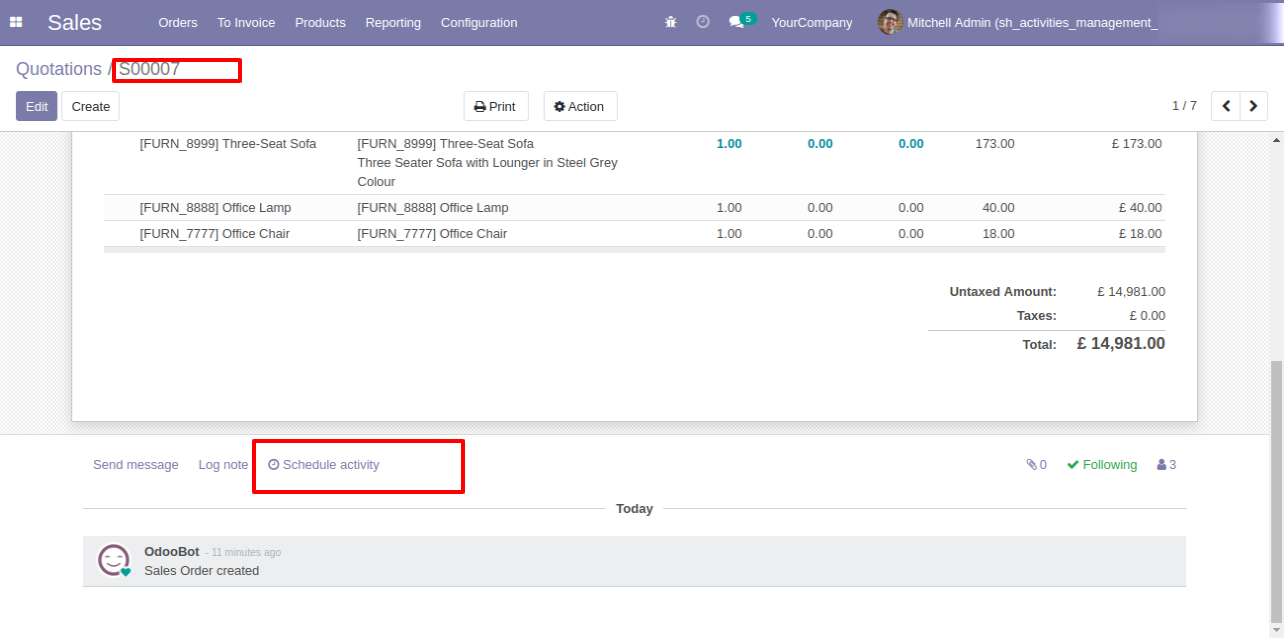 Sales Orders To Invoice Products Reporting Configuration 5 YourCompany Mitchell Admin (sh_activities_management_
Quotations / S00007
Edit Create Print Action 1 / 7
[FURN_8999] Three-Seat Sofa [FURN_8999] Three-Seat Sofa 1.00 0.00 0.00 173.00 £ 173.00
Three Seater Sofa with Lounger in Steel Grey
Colour
[FURN_8888] Office Lamp [FURN_8888] Office Lamp 1.00 0.00 0.00 40.00 £ 40.00
[FURN_7777] Office Chair [FURN_7777] Office Chair 1.00 0.00 0.00 18.00 £ 18.00
Untaxed Amount: £ 14,981.00
Taxes: £ 0.00
Total: £ 14,981.00
Send message Log note Schedule activity 0 Following 3
Today
OdooBot - 11 minutes ago
Sales Order created